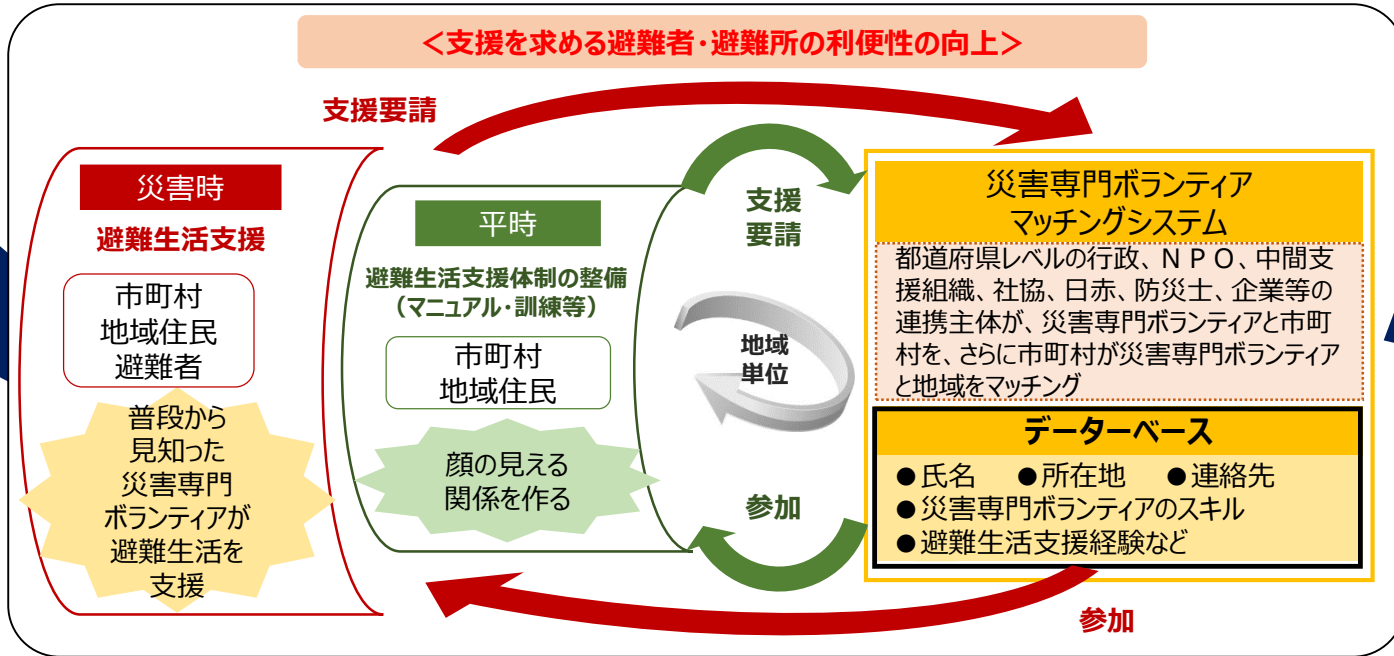 ＜支援を求める避難者・避難所の利便性の向上＞
支援要請
災害時
避難生活支援
市町村
地域住民
避難者
普段から
見知った
災害専門
ボランティアが
避難生活を
支援
平時
避難生活支援体制の整備
（マニュアル・訓練等）
市町村
地域住民
顔の見える
関係を作る
支援
要請
地域
単位
参加
災害専門ボランティア
マッチングシステム
都道府県レベルの行政、ＮＰＯ、中間支
援組織、社協、日赤、防災士、企業等の
連携主体が、災害専門ボランティアと市町
村を、さらに市町村が災害専門ボランティア
と地域をマッチング
データーベース
●氏名　●所在地　●連絡先
●災害専門ボランティアのスキル
●避難生活支援経験など
参加